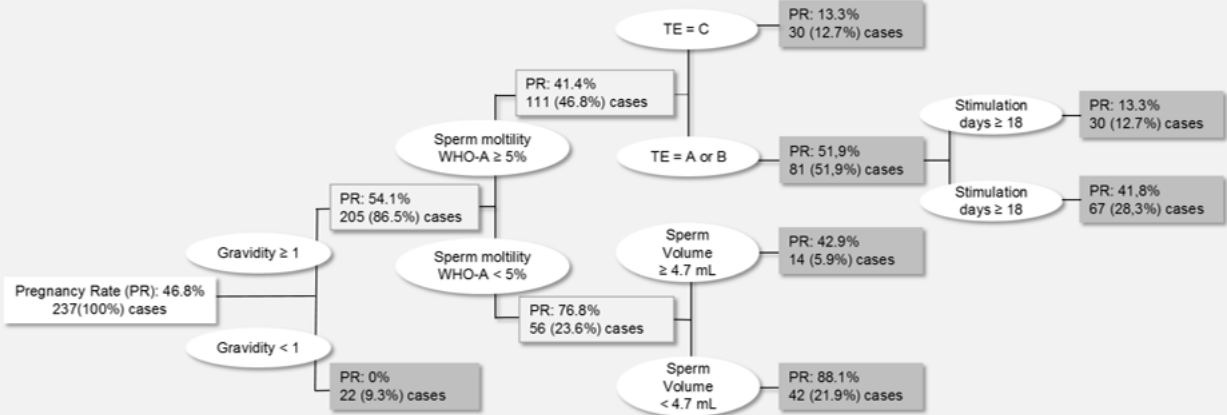 Pregnancy Rate (PR): 46.8%
237(100%) cases
Gravidity ≥ 1
Gravidity < 1
PR: 54.1%
205 (86.5%) cases
PR: 0%
22 (9.3%) cases
Sperm moltility
WHO-A ≥ 5%
Sperm moltility
WHO-A < 5%
PR: 41.4%
111 (46.8%) cases
PR: 76.8%
56 (23.6%) cases
TE = C
TE = A or B
Sperm
Volume
≥ 4.7 mL
Sperm
Volume
< 4.7 mL
PR: 13.3%
30 (12.7%) cases
PR: 51,9%
81 (51,9%) cases
PR: 42.9%
14 (5.9%) cases
PR: 88.1%
42 (21.9%) cases
Stimulation
days ≥ 18
Stimulation
days ≥ 18
PR: 13.3%
30 (12.7%) cases
PR: 41,8%
67 (28,3%) cases